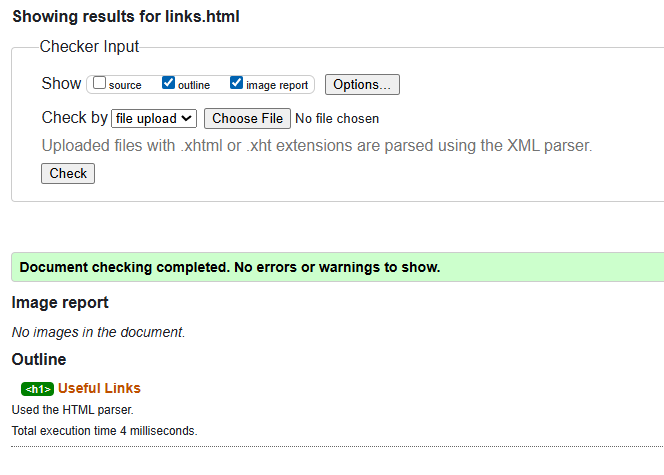 Showing results for links.html
Checker Input
Show source outline image report Options...
Check by file upload Choose File No file chosen
Uploaded files with .xhtml or .xht extensions are parsed using the XML parser.
Check
Document checking completed. No errors or warnings to show.
Image report
No images in the document.
Outline
<h1> Useful Links
Used the HTML parser.
Total execution time 4 milliseconds.